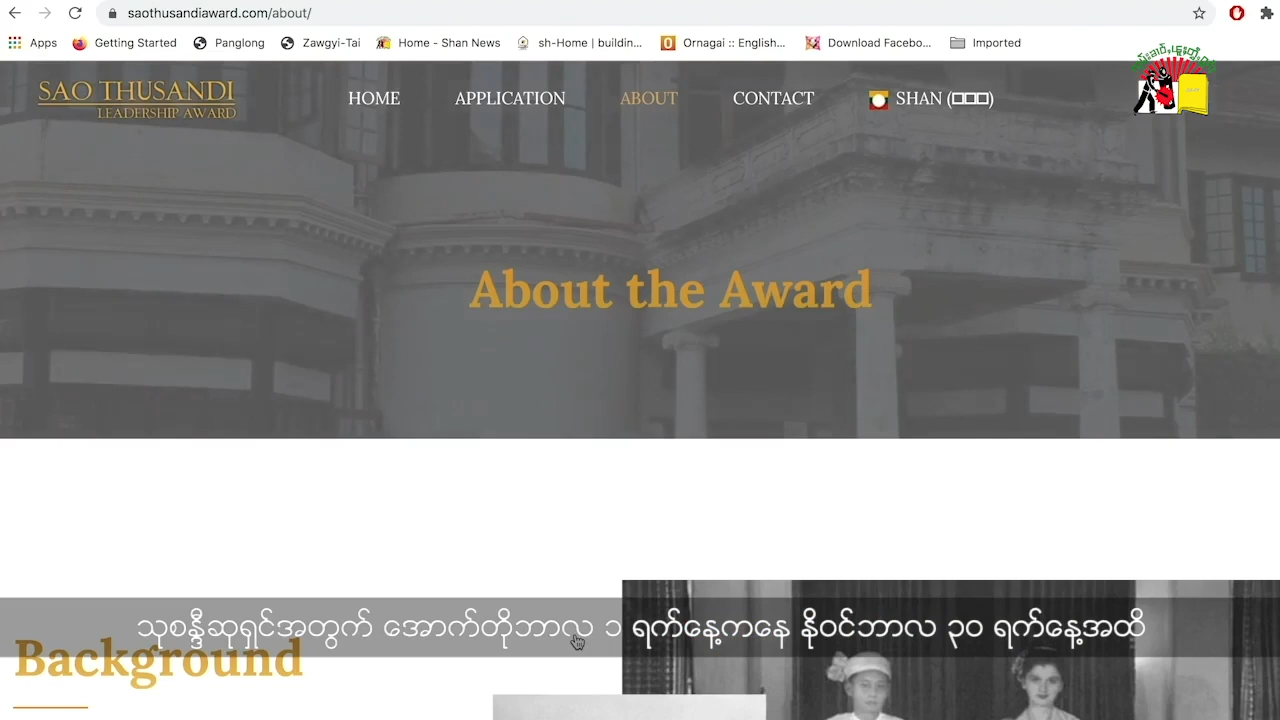 saothusandiaward.com/about/
Apps Getting Started Panglong Zawgyi-Tai Home - Shan News sh-Home | buildin... Ornagai :: English... Download Facebo... Imported
SAO THUSANDI
LEADERSHIP AWARD
HOME APPLICATION ABOUT CONTACT SHAN (□□□)
About the Award
သုစန္ဒီဆုရှင်အတွက် အောက်တိုဘာလ ၁ ရက်နေ့ကနေ နိုဝင်ဘာလ ၃၀ ရက်နေ့အထိ
Background